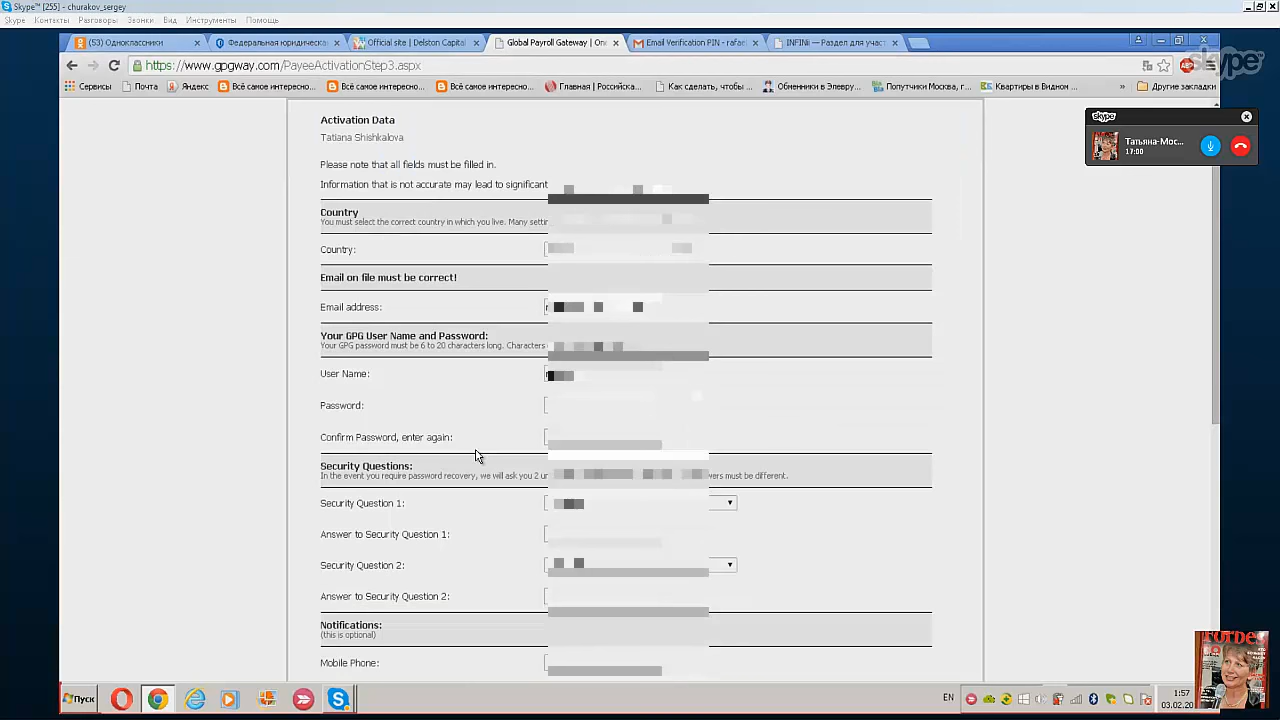 Skype™ [255] - churakov_sergey
Skype Контакты Разговоры Звонки Вид Инструменты Помощь
(53) Одноклассники
Федеральная юридическа
Official site | Delston Capital
Global Payroll Gateway | On
Email Verification PIN - rafae
INFINii — Раздел для учас
https://www.gpgway.com/PayeeActivationStep3.aspx
skype
Сервисы Почта Яндекс Всё самое интересно... Всё самое интересно... Всё самое интересно... Главная | Российска... Как сделать, чтобы ... Обменники в Элевру... Попутчики Москва, г... Квартиры в Видном ... » Другие закладки
skype
Татьяна-Мос...
17:00
Activation Data
Tatiana Shishkalova
Please note that all fields must be filled in.
Information that is not accurate may lead to significant
Country
You must select the correct country in which you live. Many
Country:
Email on file must be correct!
Email address:
Your GPG User Name and Password:
Your GPG password must be 6 to 20 characters long. Characters
User Name:
Password:
Confirm Password, enter again:
Security Questions:
In the event you require password recovery, we will ask you 2 must be different.
Security Question 1:
Answer to Security Question 1:
Security Question 2:
Answer to Security Question 2:
Notifications:
(this is optional)
Mobile Phone:
Forbes
Пуск
EN
1:57
03.02.20